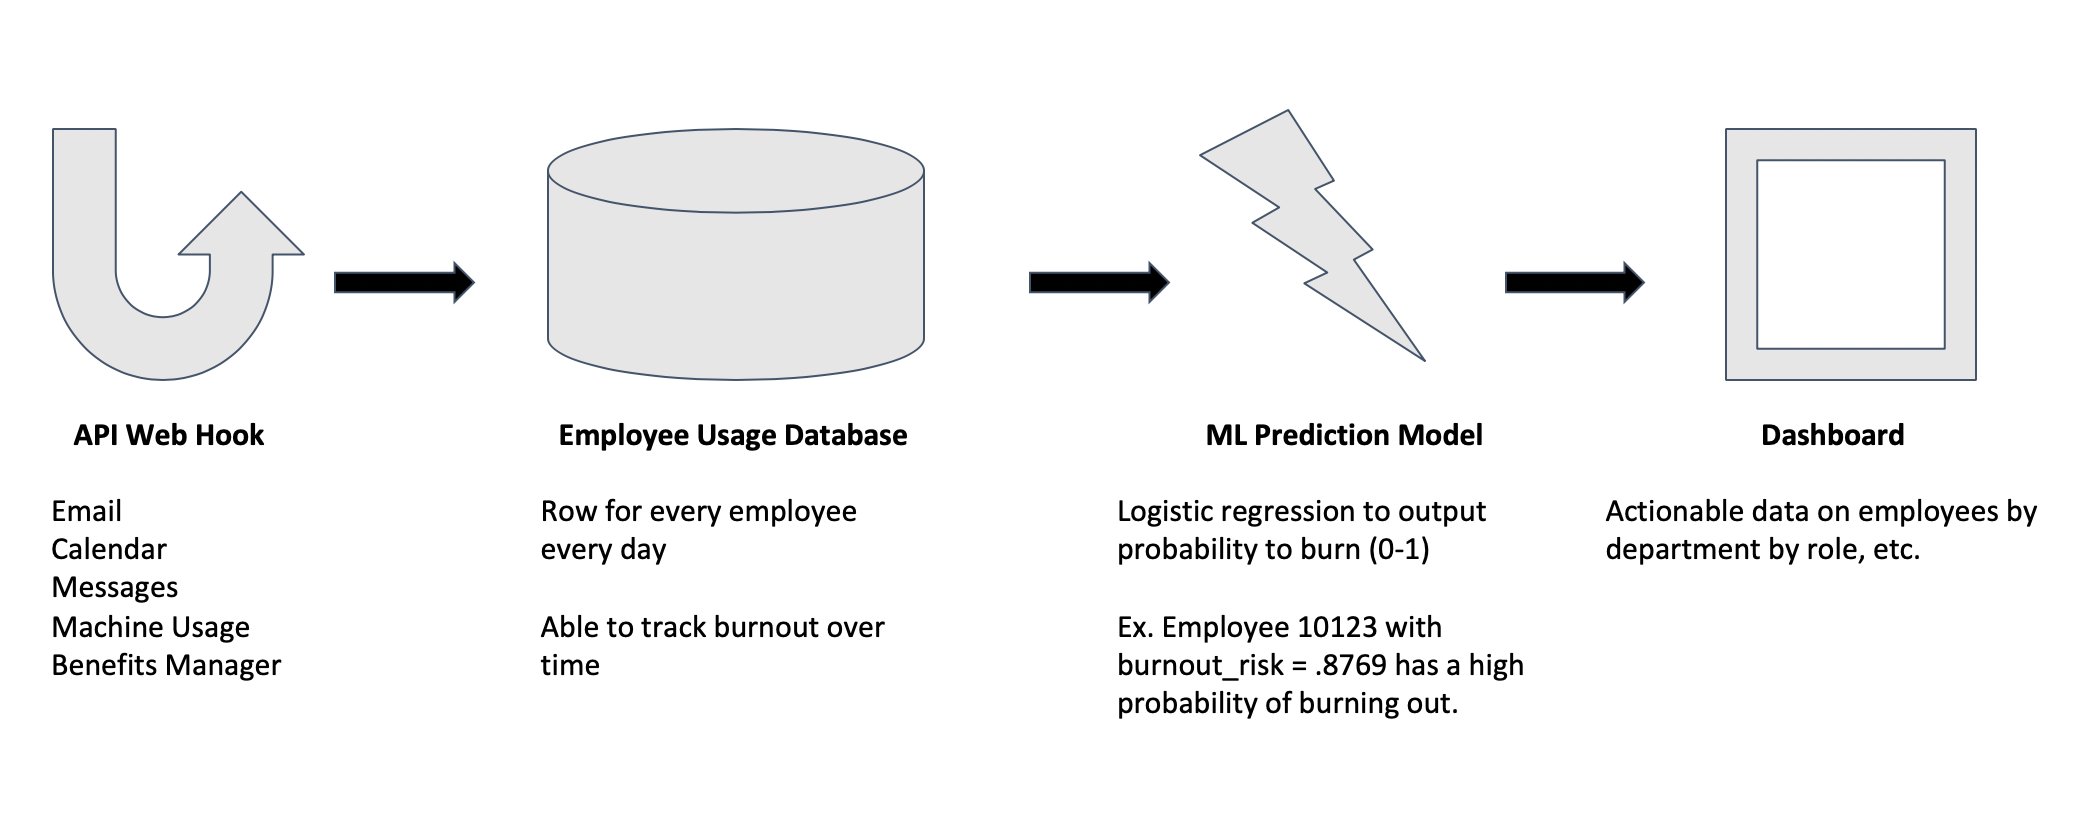 API Web Hook
Email
Calendar
Messages
Machine Usage
Benefits Manager
Employee Usage Database
Row for every employee
every day
Able to track burnout over
time
ML Prediction Model
Logistic regression to output
probability to burn (0-1)
Ex. Employee 10123 with
burnout_risk = .8769 has a high
probability of burning out.
Dashboard
Actionable data on employees by
department by role, etc.